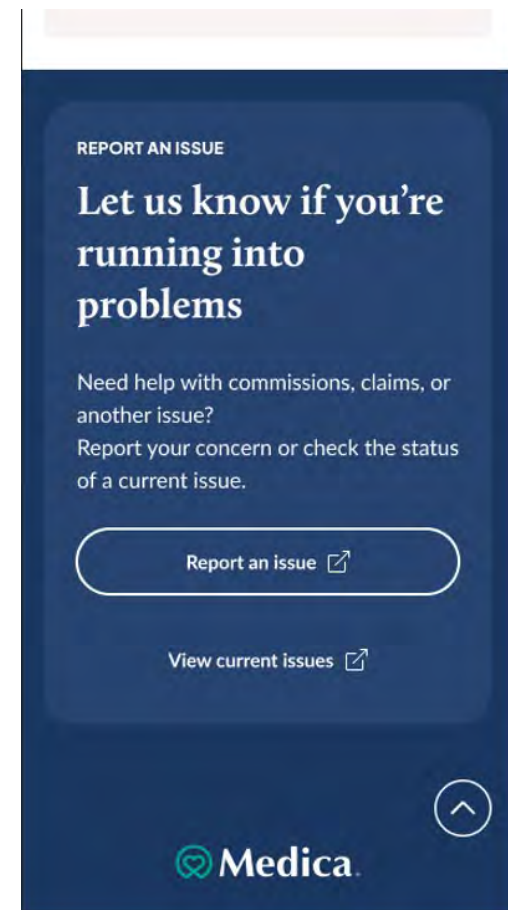 REPORT AN ISSUE
Let us know if you’re
running into
problems
Need help with commissions, claims, or
another issue?
Report your concern or check the status
of a current issue.
Report an issue
View current issues
Medica.